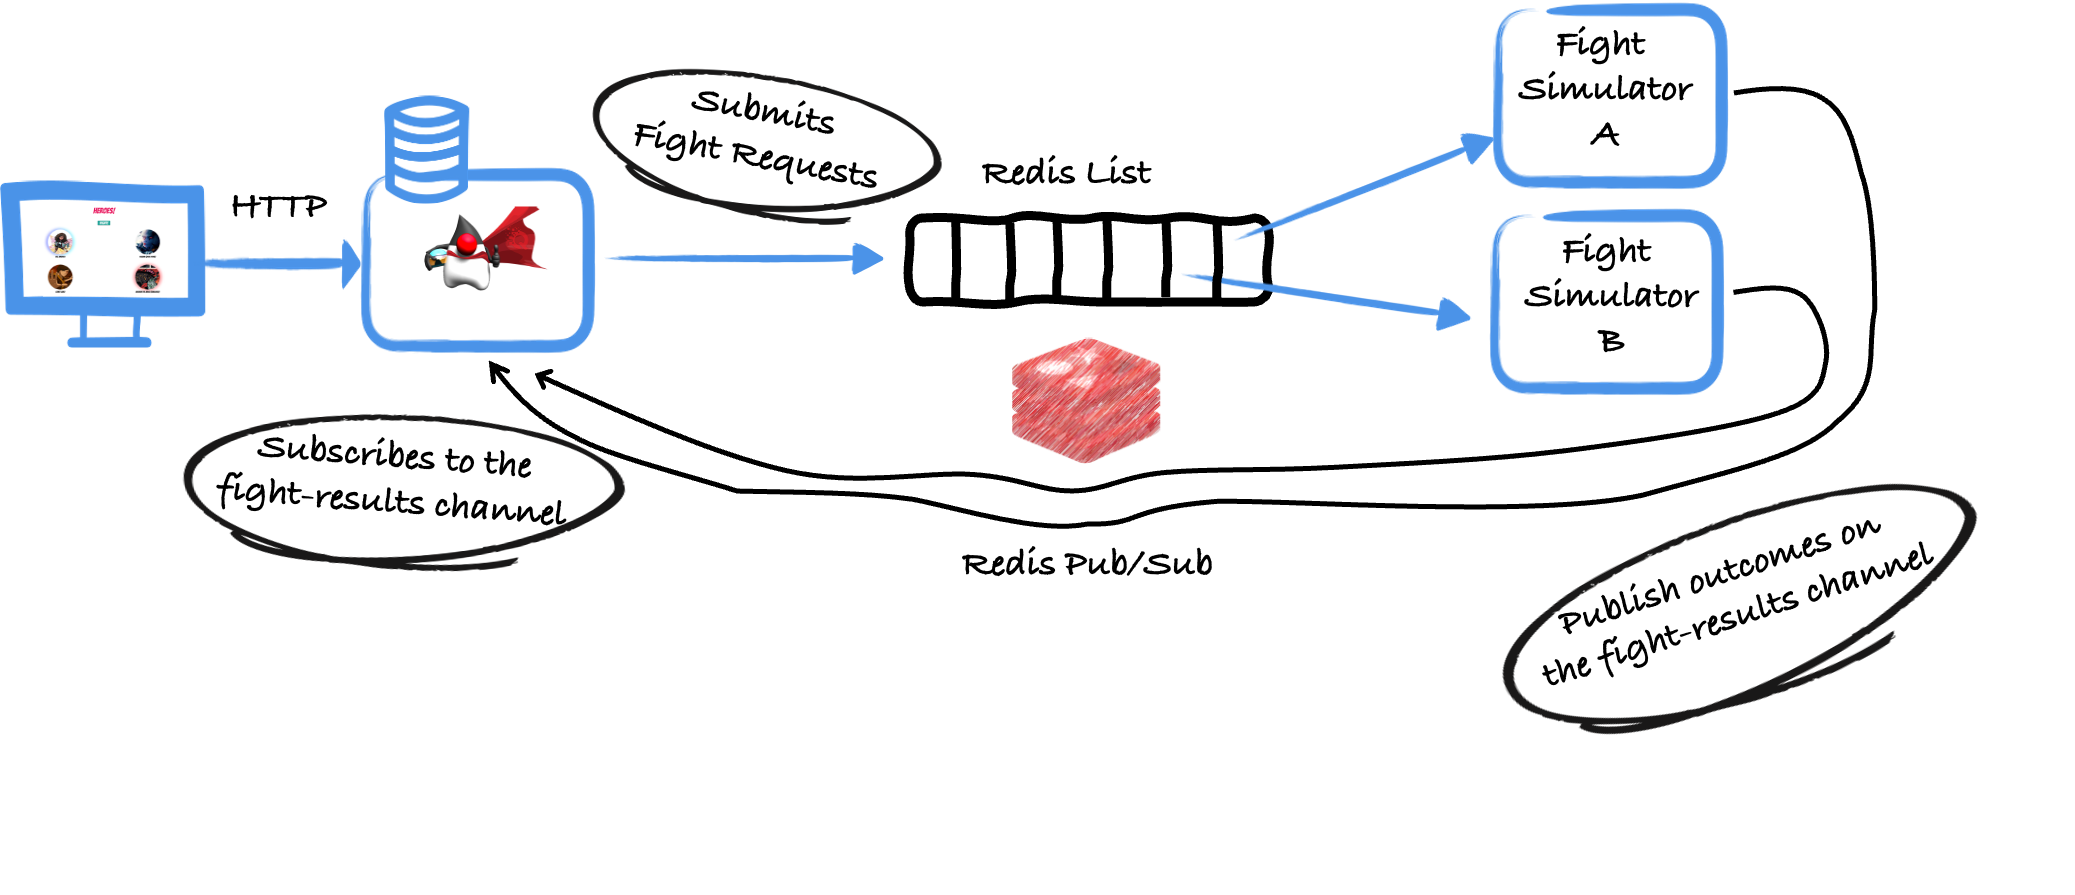 HEROES!
HTTP
Submits
Fight Requests
Redis List
Fight
Simulator
A
Fight
Simulator
B
Subscribes to the
fight-results channel
Redis Pub/Sub
Publish outcomes on
the fight-results channel